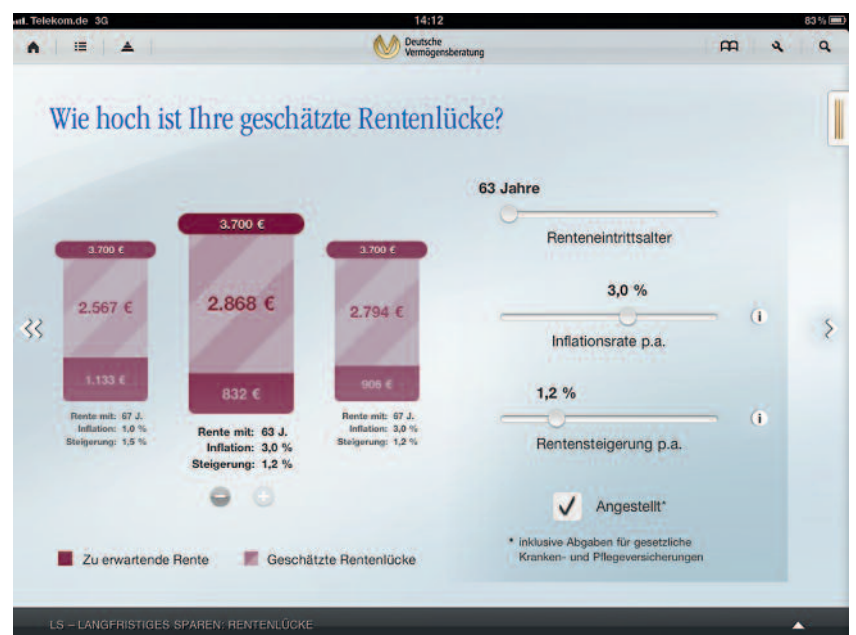 Telekom.de 3G
14:12
83 %
Deutsche
Vermögensberatung
Wie hoch ist Ihre geschätzte Rentenlücke?
3.700 €
2.567 €
1.133 €
Rente mit: 67 J.
Inflation: 1,0 %
Steigerung: 1,5 %
3.700 €
2.868 €
832 €
Rente mit: 63 J.
Inflation: 3,0 %
Steigerung: 1,2 %
3.700 €
2.794 €
906 €
Rente mit: 67 J.
Inflation: 3,0 %
Steigerung: 1,2 %
Zu erwartende Rente
Geschätzte Rentenlücke
63 Jahre
Renteneintrittsalter
3,0 %
Inflationsrate p.a.
1,2 %
Rentensteigerung p.a.
Angestellt*
* inklusive Abgaben für gesetzliche
Kranken- und Pflegeversicherungen
LS – LANGFRISTIGES SPAREN: RENTENLÜCKE